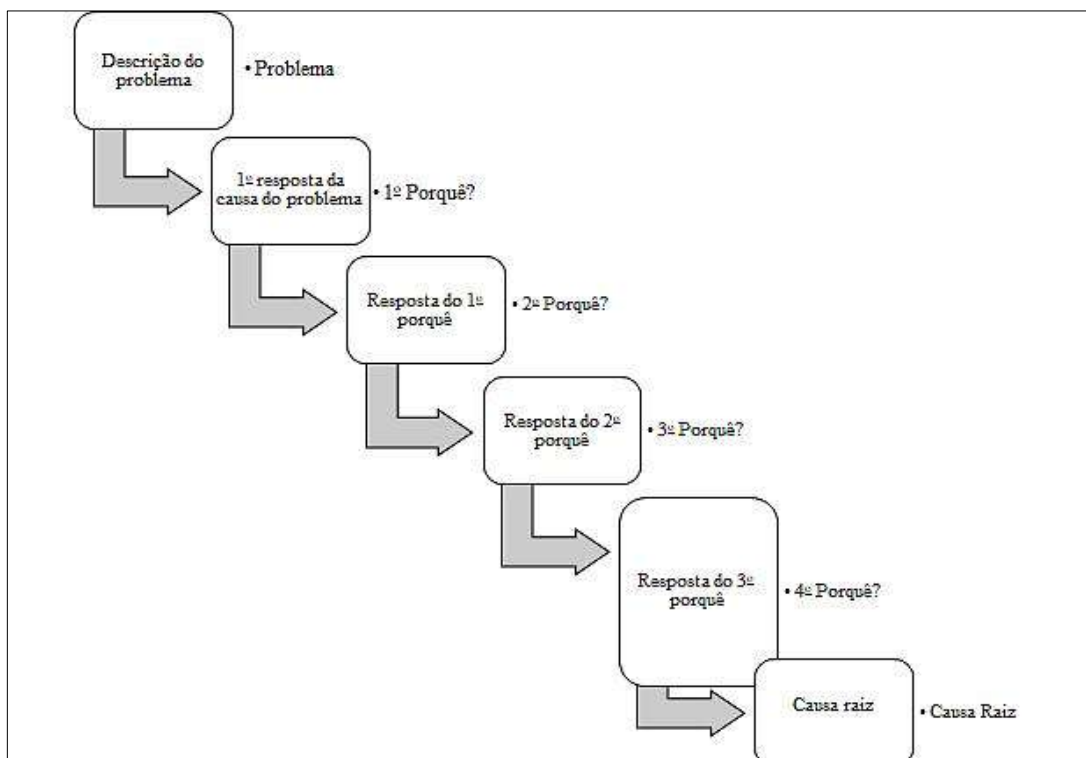 Descrição do
problema
• Problema
1º resposta da
causa do problema
• 1º Porquê?
Resposta do 1º
porquê
• 2º Porquê?
Resposta do 2º
porquê
• 3º Porquê?
Resposta do 3º
porquê
• 4º Porquê?
Causa raiz
• Causa Raiz